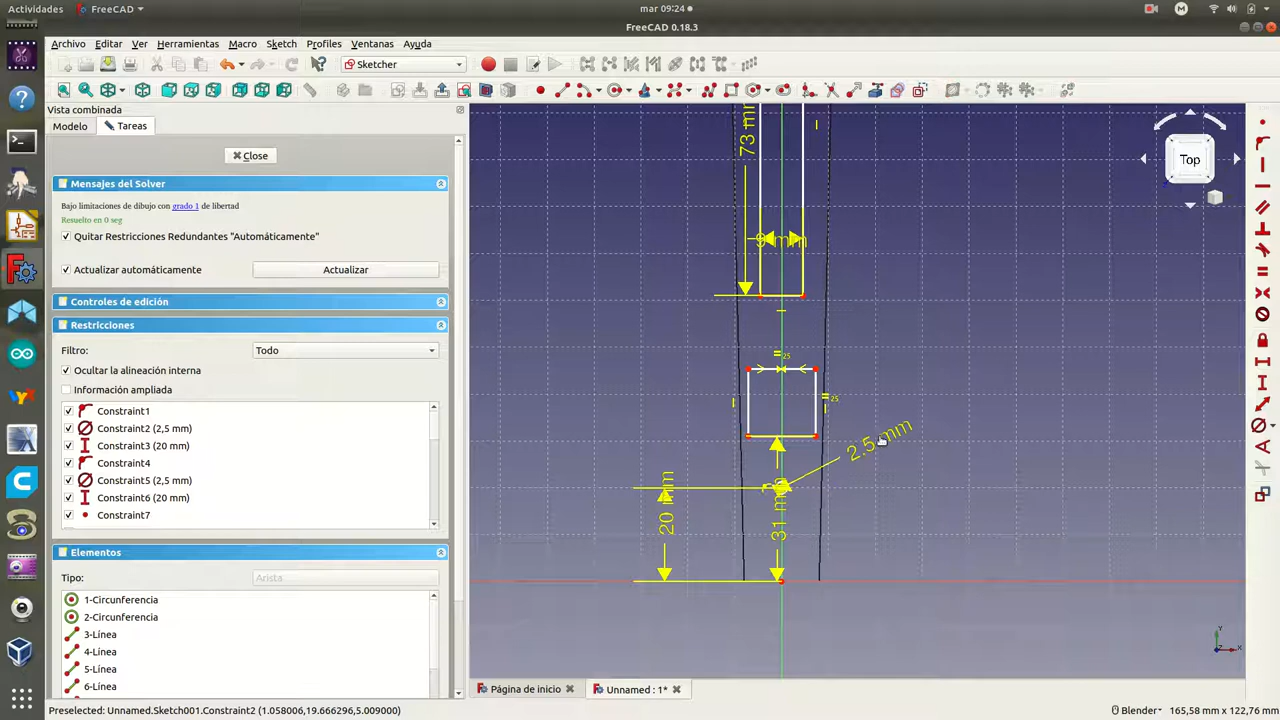 Actividades
FreeCAD
mar 09:24
FreeCAD 0.18.3
Archivo Editar Ver Herramientas Macro Sketch Profiles Ventanas Ayuda
Sketcher
Vista combinada
Modelo Tareas
Close
Mensajes del Solver
Bajo limitaciones de dibujo con grado 1 de libertad
Resuelto en 0 seg
Quitar Restricciones Redundantes "Automáticamente"
Actualizar automáticamente
Actualizar
Controles de edición
Restricciones
Filtro:
Todo
Ocultar la alineación interna
Información ampliada
Constraint1
Constraint2 (2,5 mm)
Constraint3 (20 mm)
Constraint4
Constraint5 (2,5 mm)
Constraint6 (20 mm)
Constraint7
Elementos
Tipo:
Arista
1-Circunferencia
2-Circunferencia
3-Línea
4-Línea
5-Línea
6-Línea
73 mm
9 mm
25
25
2.5 mm
20 mm
31 mm
Top
Y
X
Página de inicio
Unnamed : 1*
Preselected: Unnamed.Sketch001.Constraint2 (1.058006,19.666296,5.009000)
Blender
165,58 mm x 122,76 mm